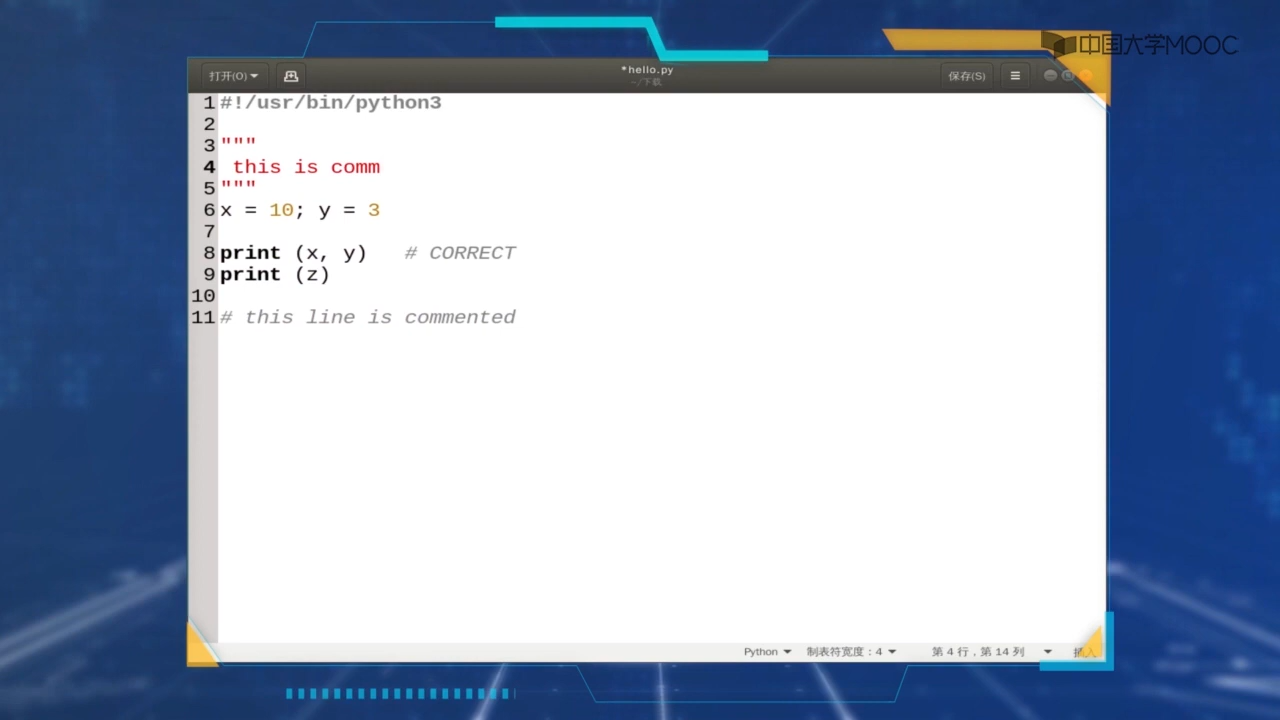 中国大学MOOC
打开(O)
*hello.py
~/下载
保存(S)
1 #!/usr/bin/python3
2
3 """
4  this is comm
5 """
6 x = 10; y = 3
7
8 print (x, y)   # CORRECT
9 print (z)
10
11 # this line is commented
Python
制表符宽度：4
第 4 行，第 14 列
插入